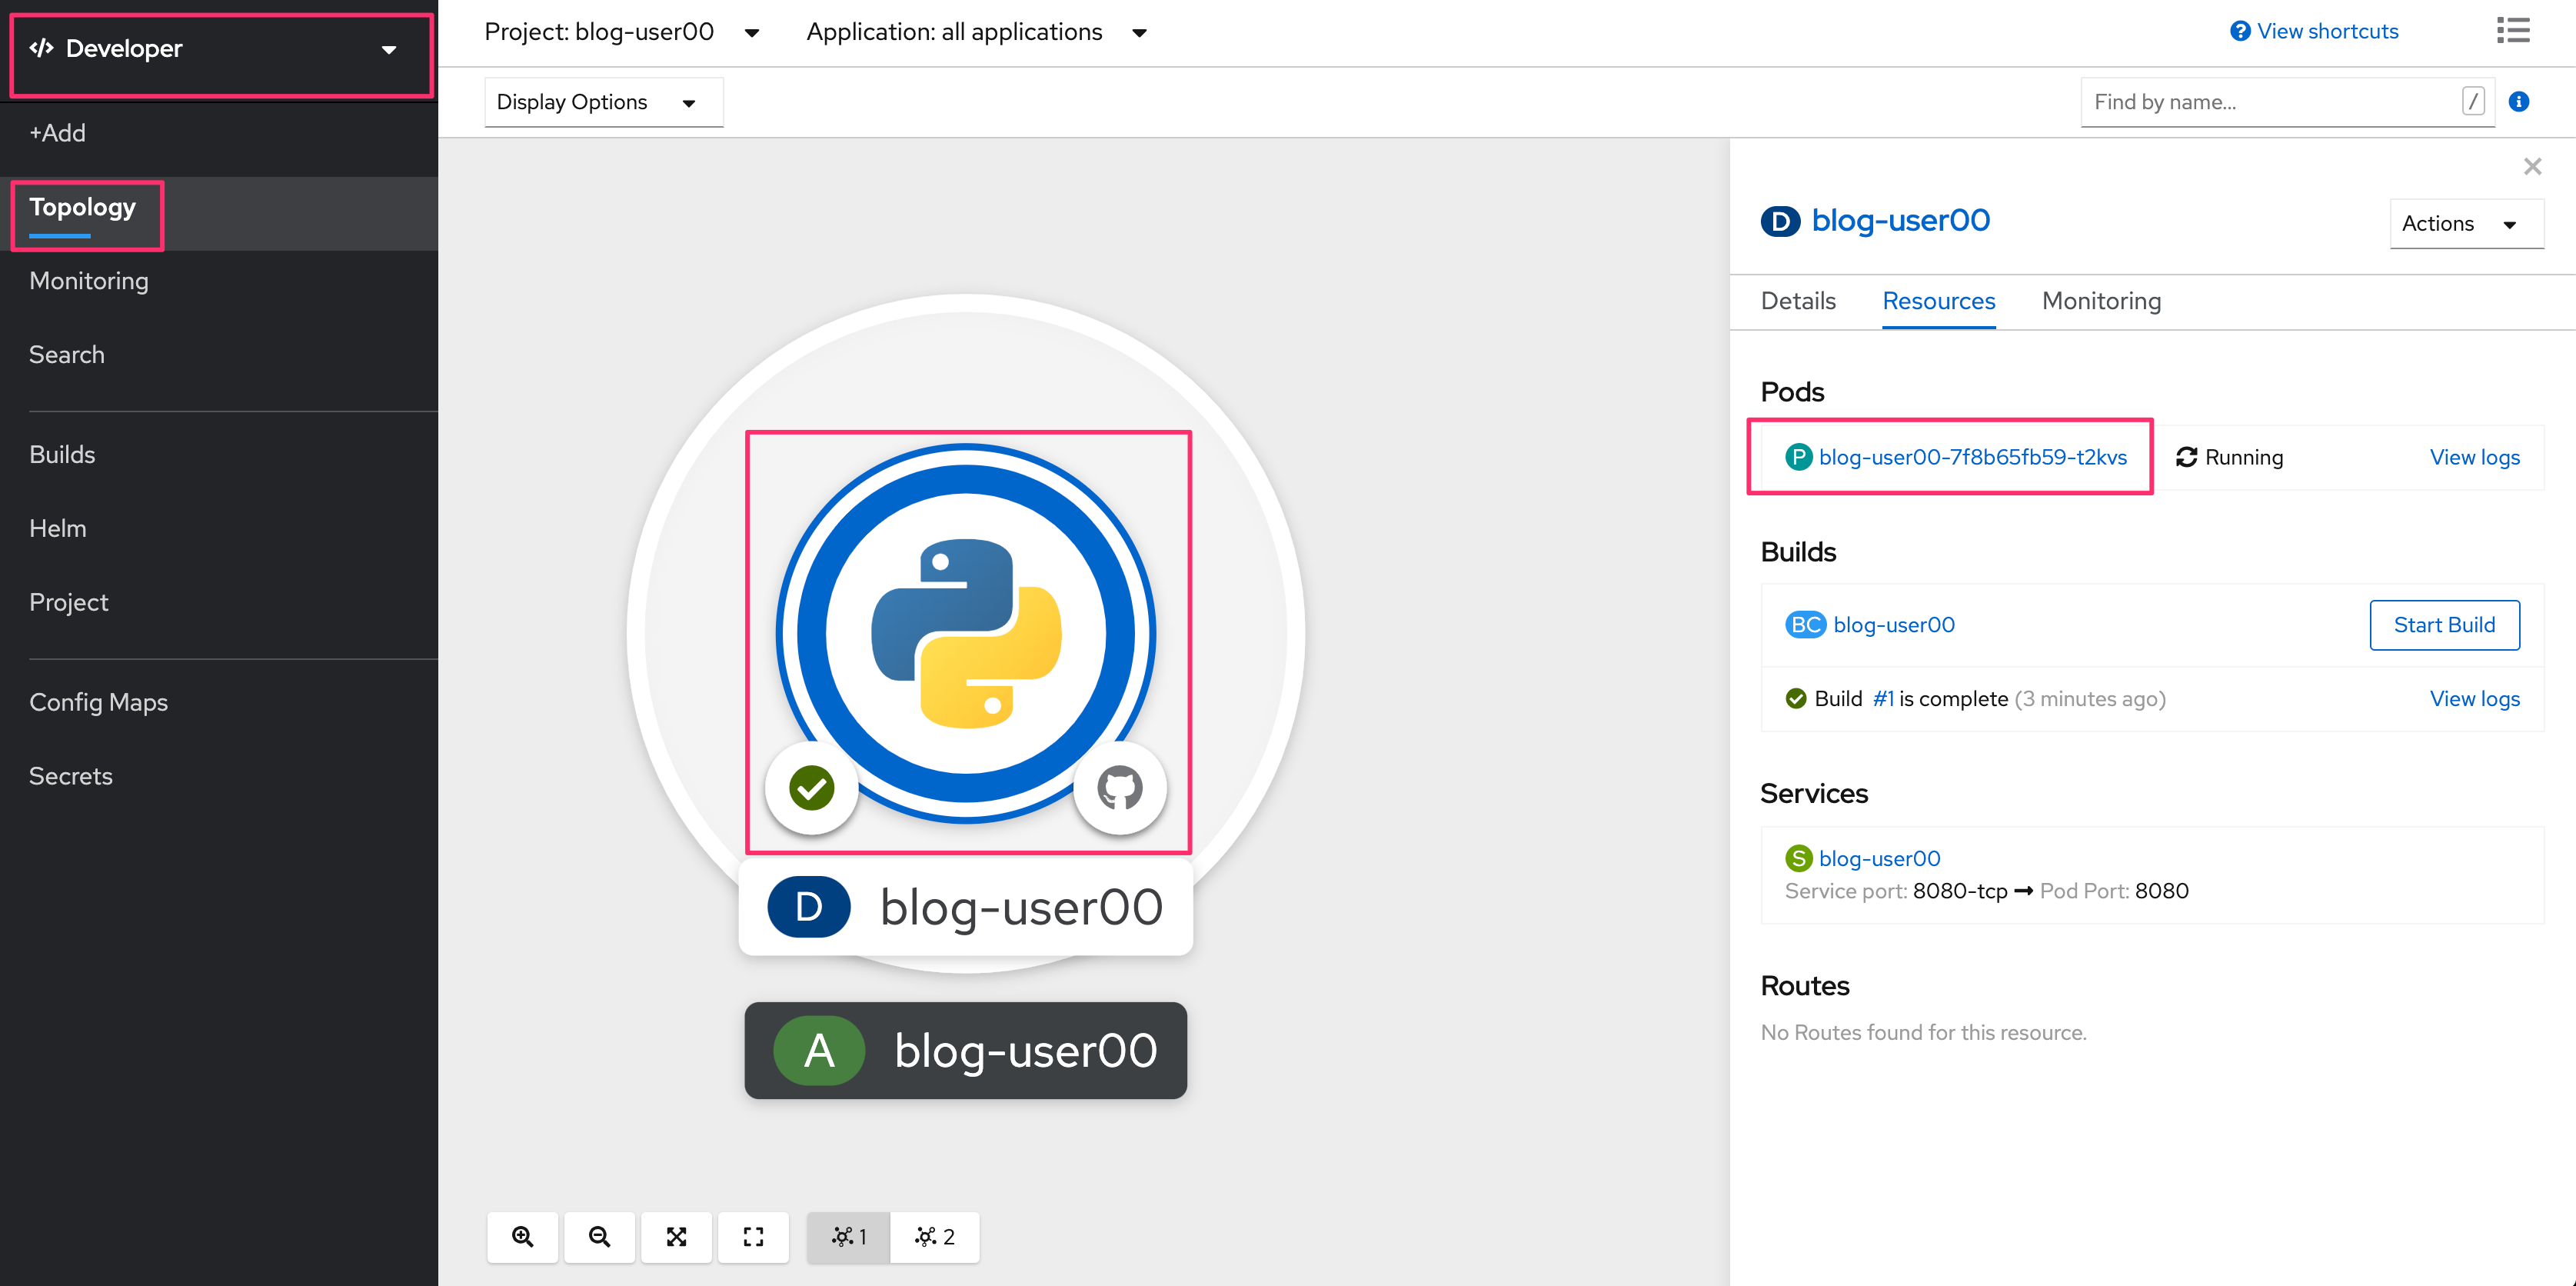 Developer
+Add
Topology
Monitoring
Search
Builds
Helm
Project
Config Maps
Secrets
Project: blog-user00
Application: all applications
? View shortcuts
Display Options
Find by name...
/
i
D blog-user00
Actions
Details Resources Monitoring
Pods
P blog-user00-7f8b65fb59-t2kvs Running View logs
Builds
BC blog-user00 Start Build
Build #1 is complete (3 minutes ago) View logs
Services
S blog-user00
Service port: 8080-tcp → Pod Port: 8080
Routes
No Routes found for this resource.
D blog-user00
A blog-user00
1
2